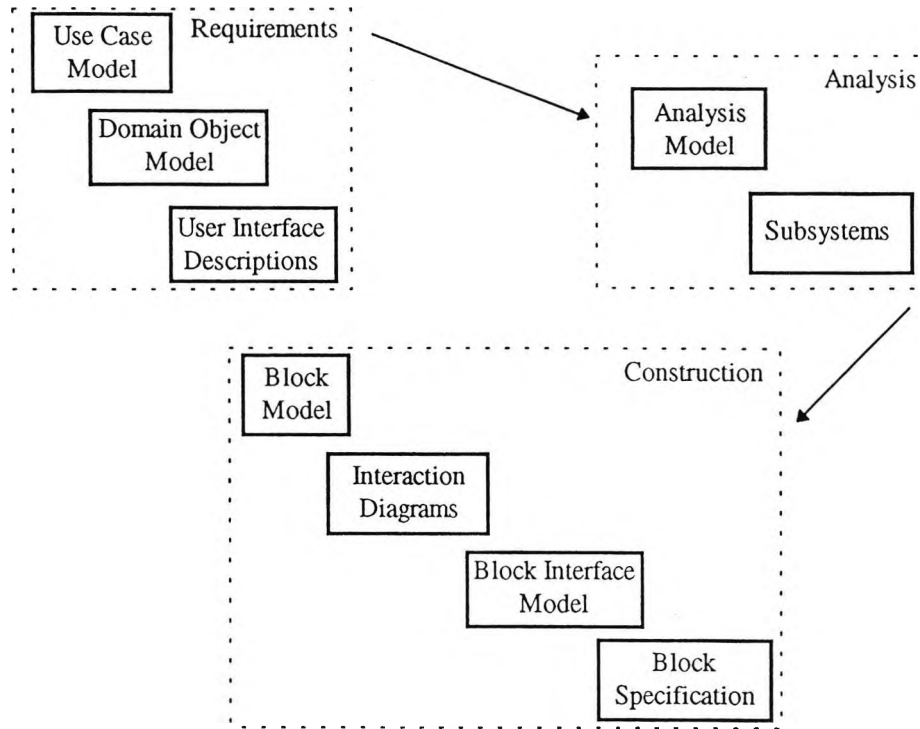 Requirements
Use Case
Model
Domain Object
Model
User Interface
Descriptions
Analysis
Analysis
Model
Subsystems
Construction
Block
Model
Interaction
Diagrams
Block Interface
Model
Block
Specification